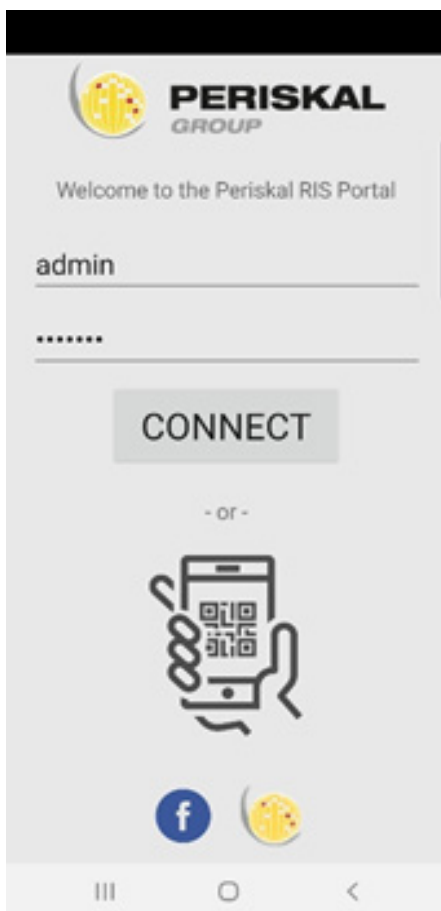 PERISKAL
GROUP
Welcome to the Periskal RIS Portal
admin
•••••••
CONNECT
- or -
f